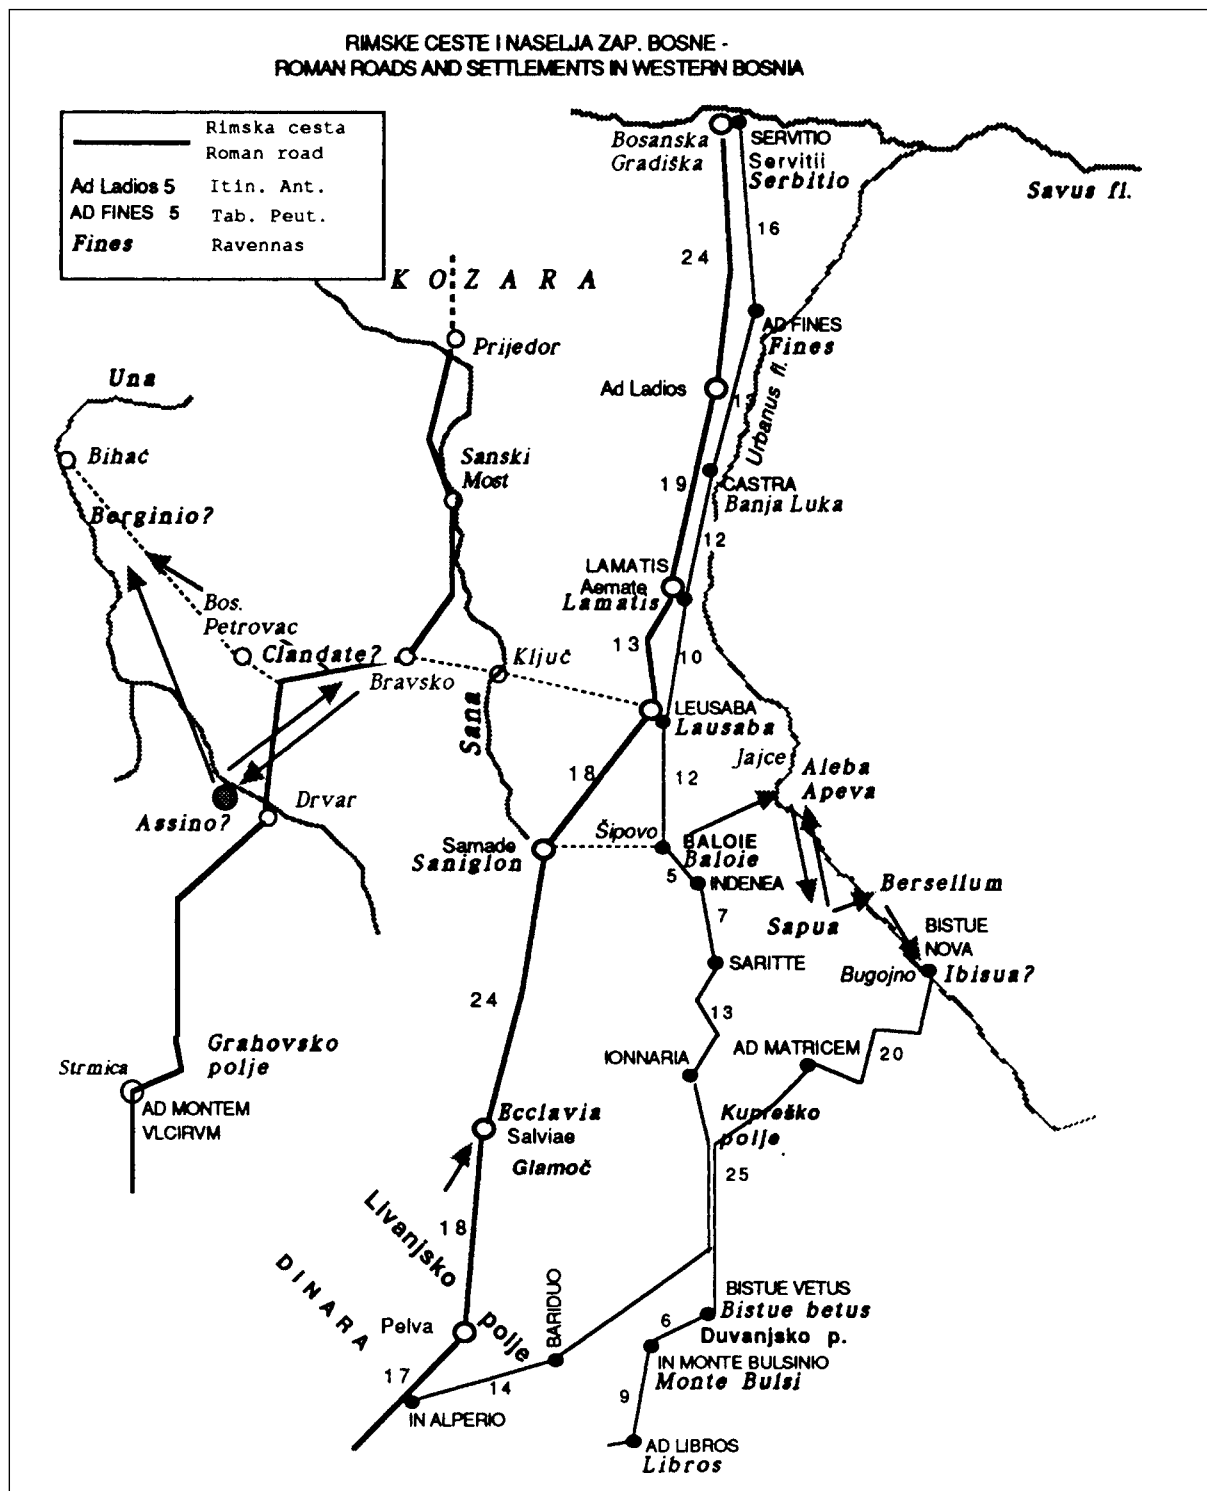 RIMSKE CESTE I NASELJA ZAP. BOSNE -
ROMAN ROADS AND SETTLEMENTS IN WESTERN BOSNIA
Rimska cesta
Roman road
Ad Ladios 5 Itin. Ant.
AD FINES 5 Tab. Peut.
Fines Ravennas
Bosanska
Gradiška
SERVITIO
Servitii
Serbitio
Savus fl.
16
24
KOZARA
Prijedor
AD FINES
Fines
Una
Ad Ladios
13
Urbanus fl.
Bihać
Sanski
Most
19
CASTRA
Banja Luka
Berginio?
12
LAMATIS
Aemate
Lamatis
Bos.
Petrovac
Clandate?
13
10
Ključ
Bravsko
Sana
LEUSABA
Lausaba
Jajce
Aleba
Apeva
18
12
Drvar
Assino?
Šipovo
Samade
Saniglon
BALOIE
Baloie
5
INDENEA
Bersellum
7
Sapua
BISTUE
NOVA
SARITTE
Bugojno
Ibisua?
24
13
Grahovsko
polje
Strmica
IONNARIA
AD MATRICEM
20
AD MONTEM
VLCIRVM
Ecclavia
Salviae
Glamoč
Kupreško
polje
25
Livanjsko
polje
18
DINARA
BARIDUO
BISTUE VETUS
Bistue betus
Duvanjsko p.
Pelva
6
IN MONTE BULSINIO
Monte Bulsi
17
14
9
IN ALPERIO
AD LIBROS
Libros